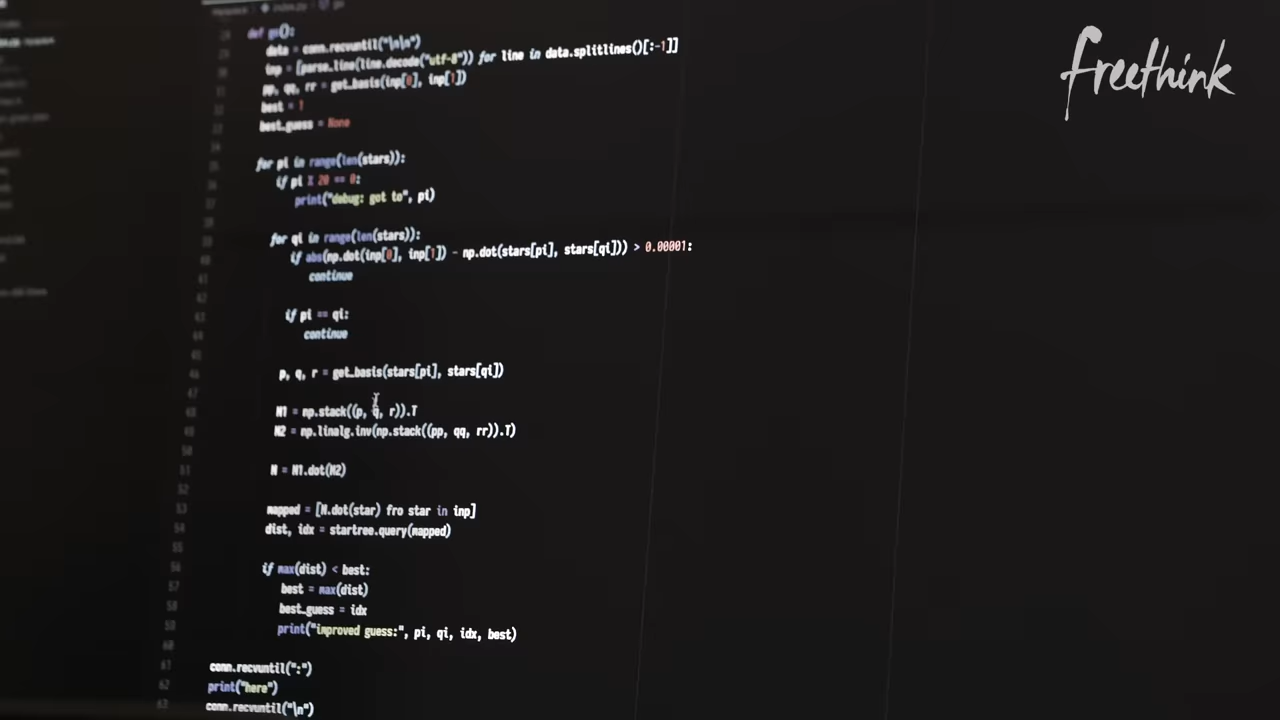 freethink
def go():
data = conn.recvuntil("\n\n")
inp = [parse_line(line.decode("utf-8")) for line in data.splitlines()[:-1]]
pp, qq, rr = get_basis(inp[0], inp[1])
best = 1
best_guess = None
for pi in range(len(stars)):
if pi % 20 == 0:
print("debug: got to", pi)
for qi in range(len(stars)):
if abs(np.dot(inp[0], inp[1]) - np.dot(stars[pi], stars[qi])) > 0.00001:
continue
if pi == qi:
continue
p, q, r = get_basis(stars[pi], stars[qi])
N1 = np.stack((p, q, r)).T
N2 = np.linalg.inv(np.stack((pp, qq, rr)).T)
N = N1.dot(N2)
mapped = [N.dot(star) fro star in inp]
dist, idx = startree.query(mapped)
if max(dist) < best:
best = max(dist)
best_guess = idx
print("improved guess:", pi, qi, idx, best)
conn.recvuntil(":")
print("here")
conn.recvuntil("\n")